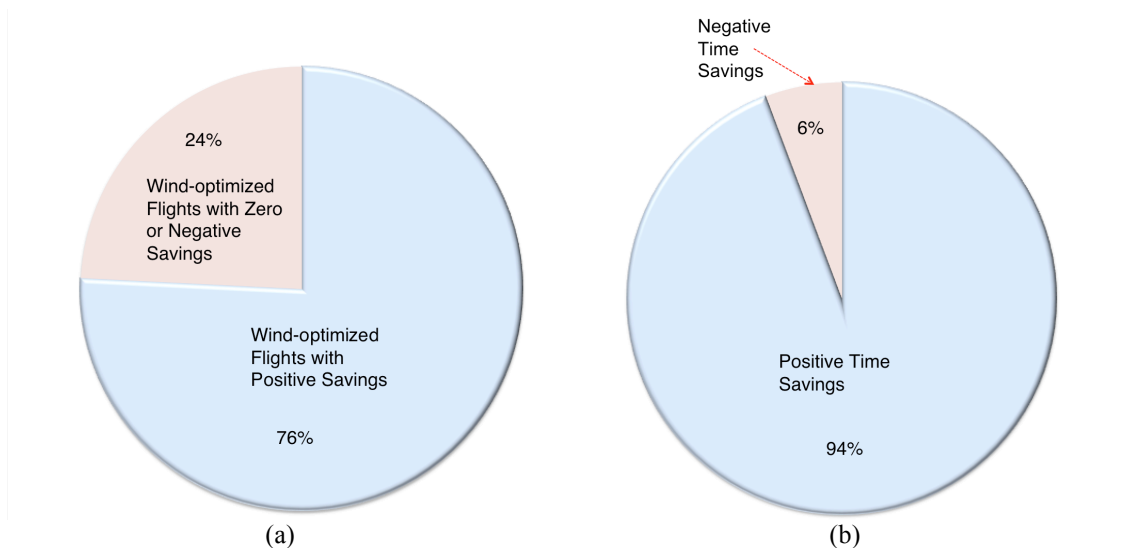 24%
Wind-optimized
Flights with Zero
or Negative
Savings
Wind-optimized
Flights with
Positive Savings
76%
(a)
Negative
Time
Savings
6%
Positive Time
Savings
94%
(b)